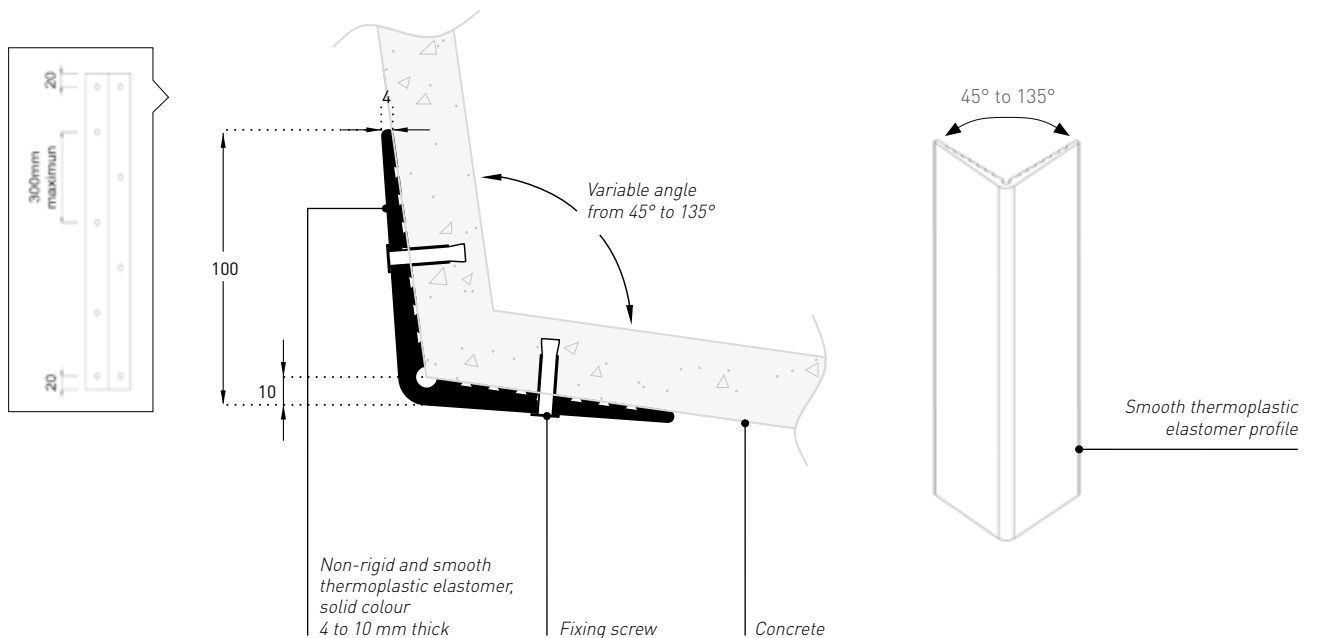 20
300mm
maximun
20
4
100
10
Variable angle
from 45° to 135°
Non-rigid and smooth
thermoplastic elastomer,
solid colour
4 to 10 mm thick
Fixing screw
Concrete
45° to 135°
Smooth thermoplastic
elastomer profile